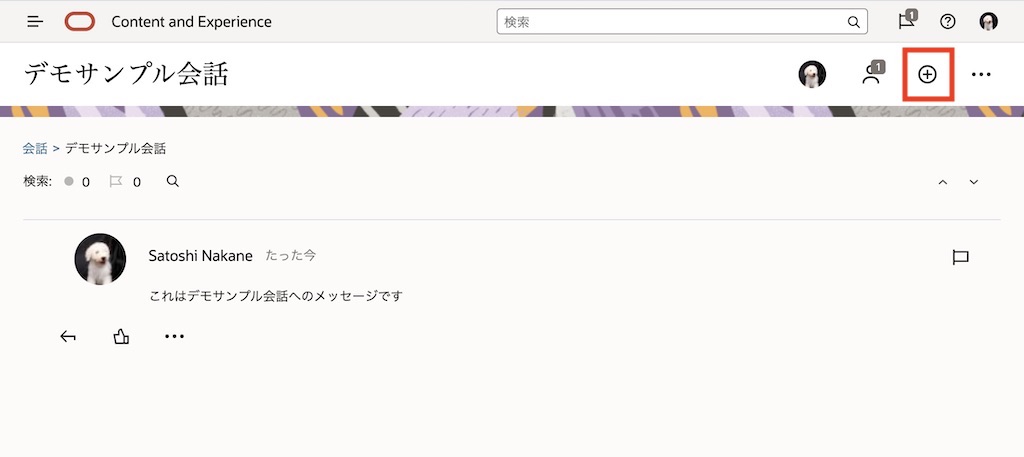 Content and Experience
検索
1
デモサンプル会話
1
会話 > デモサンプル会話
検索: 0 0
Satoshi Nakane たった今
これはデモサンプル会話へのメッセージです